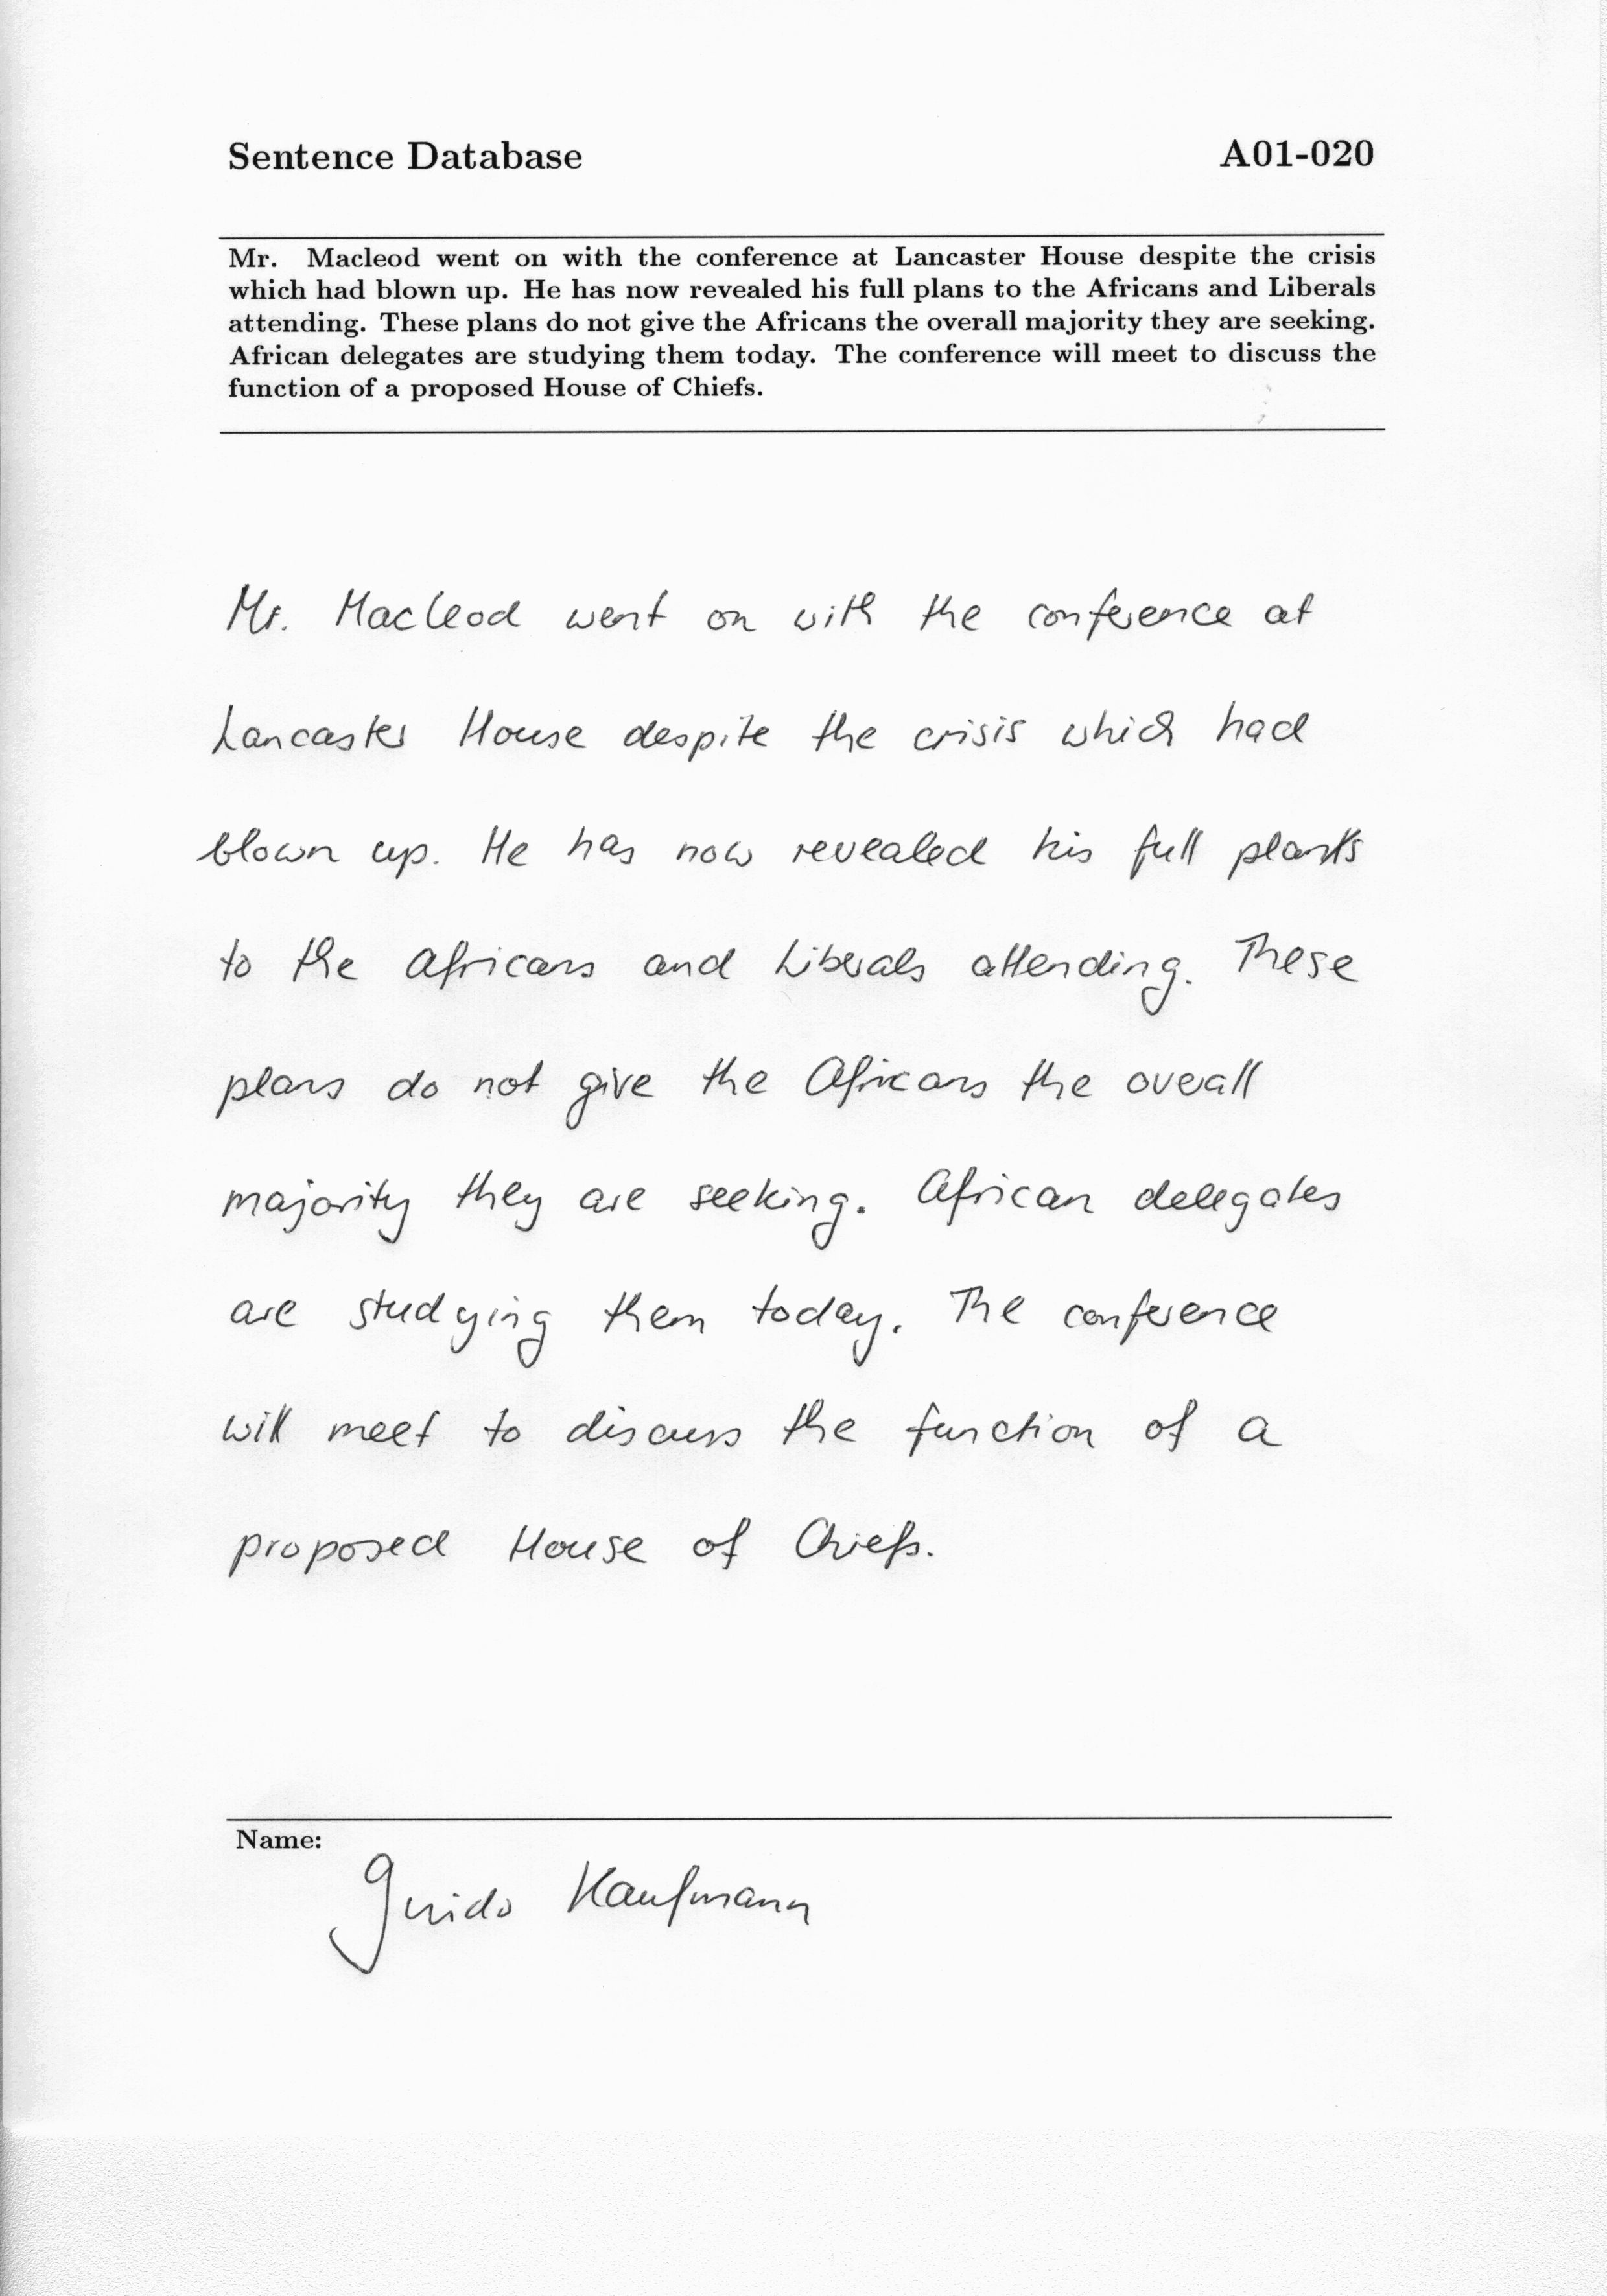 Sentence Database A01-020
Mr. Macleod went on with the conference at Lancaster House despite the crisis
which had blown up. He has now revealed his full plans to the Africans and Liberals
attending. These plans do not give the Africans the overall majority they are seeking.
African delegates are studying them today. The conference will meet to discuss the
function of a proposed House of Chiefs.
Mr. Macleod went on with the conference at
Lancaster House despite the crisis which had
blown up. He has now revealed his full plants
to the Africans and Liberals attending. These
plans do not give the Africans the overall
majority they are seeking. African delegates
are studying them today. The conference
will meet to discuss the function of a
proposed House of Chiefs.
Name:
Guido Kaufmann